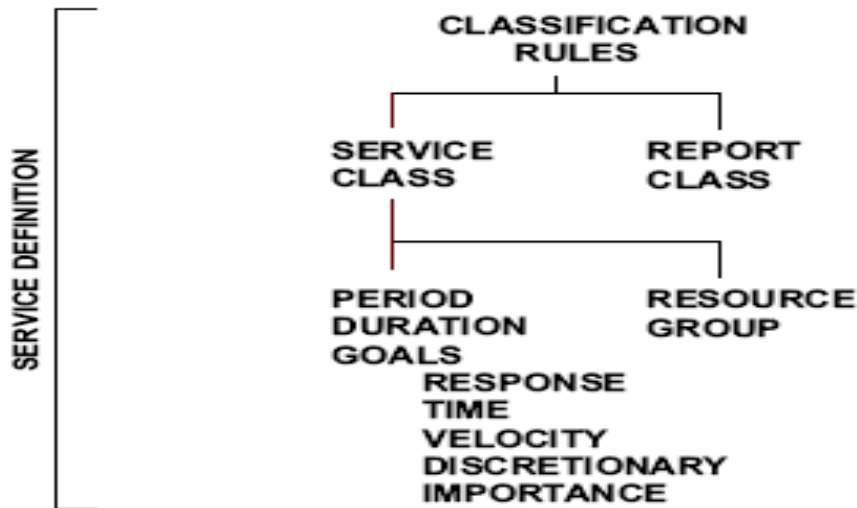 CLASSIFICATION
RULES
SERVICE DEFINITION
SERVICE
CLASS
REPORT
CLASS
PERIOD
DURATION
GOALS
RESOURCE
GROUP
RESPONSE
TIME
VELOCITY
DISCRETIONARY
IMPORTANCE